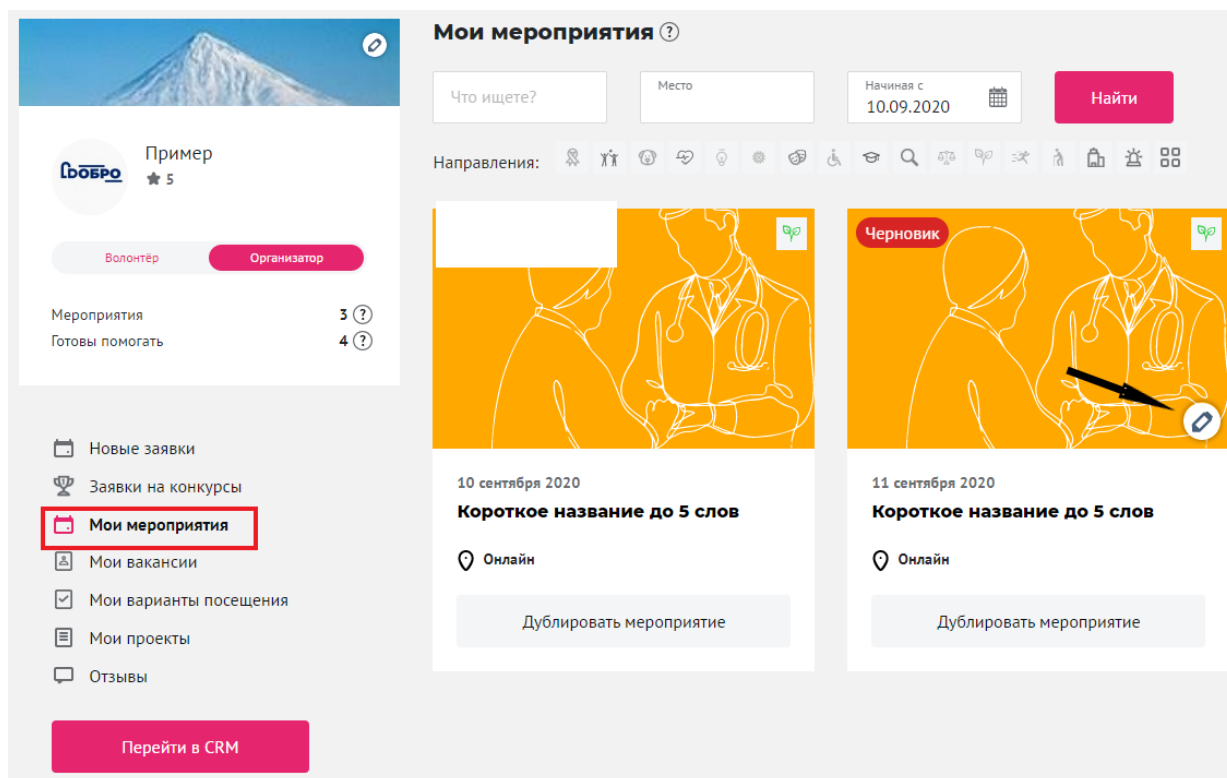 Мои мероприятия ?
Что ищете?
Место
Начиная с
10.09.2020
Найти
Направления:
ДОБРО
Пример
5
Волонтёр
Организатор
Мероприятия 3 ?
Готовы помогать 4 ?
Новые заявки
Заявки на конкурсы
Мои мероприятия
Мои вакансии
Мои варианты посещения
Мои проекты
Отзывы
Перейти в CRM
10 сентября 2020
Короткое название до 5 слов
Онлайн
Дублировать мероприятие
Черновик
11 сентября 2020
Короткое название до 5 слов
Онлайн
Дублировать мероприятие